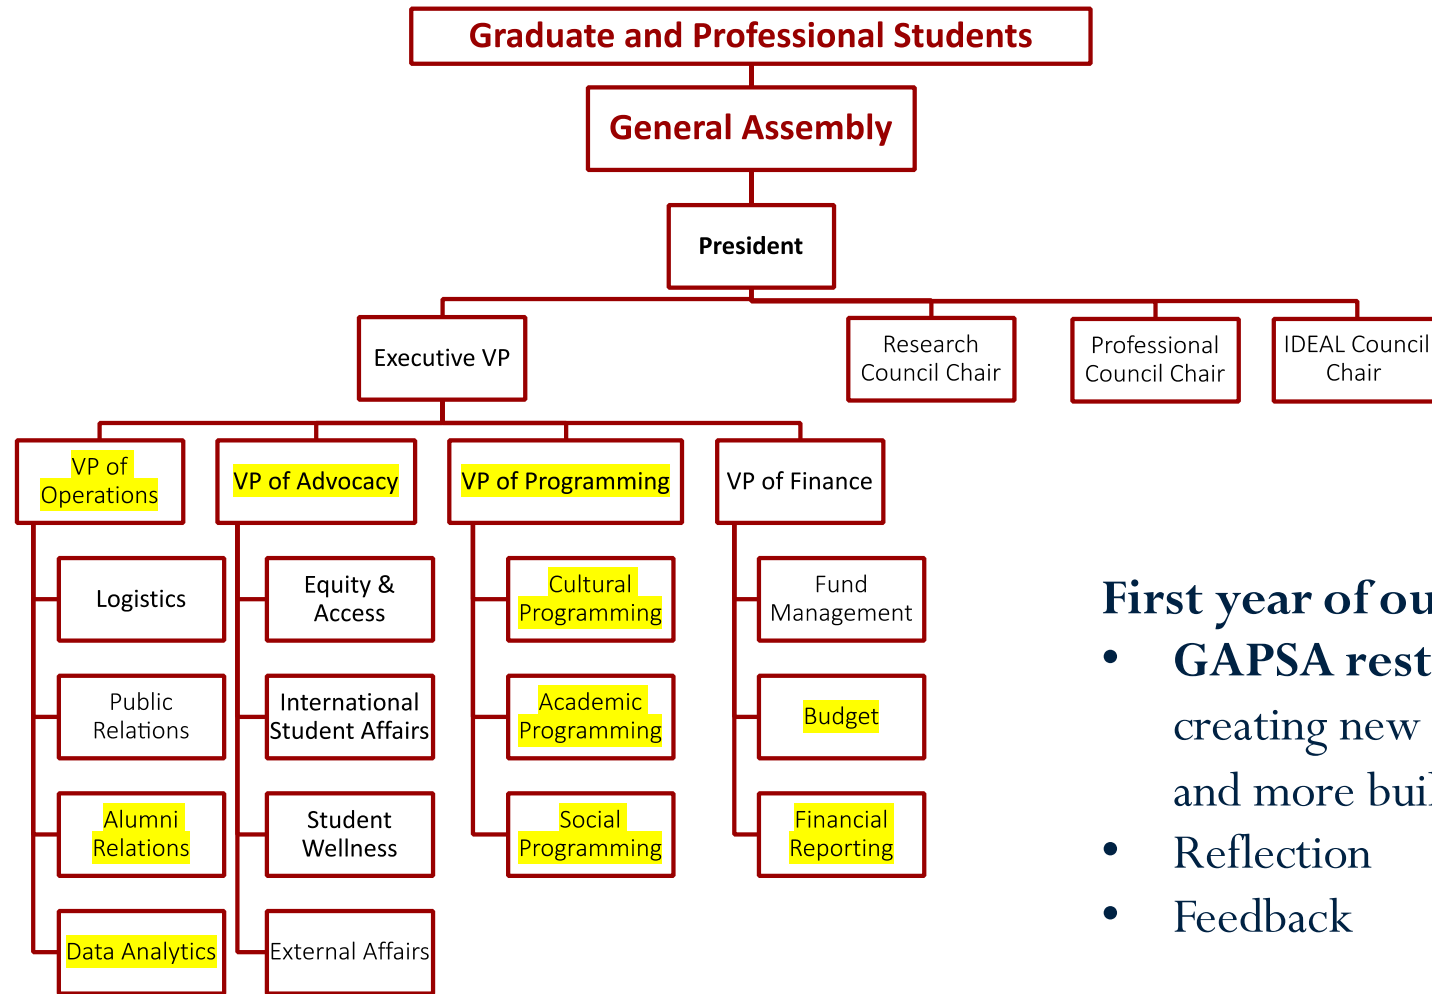 Graduate and Professional Students
General Assembly
President
Executive VP
Research
Council Chair
Professional
Council Chair
IDEAL Council
Chair
VP of
Operations
VP of Advocacy
VP of Programming
VP of Finance
Logistics
Equity &
Access
Cultural
Programming
Fund
Management
Public
Relations
International
Student Affairs
Academic
Programming
Budget
Alumni
Relations
Student
Wellness
Social
Programming
Financial
Reporting
Data Analytics
External Affairs
First year of
• GAPSA
creating new
and more
• Reflection
• Feedback